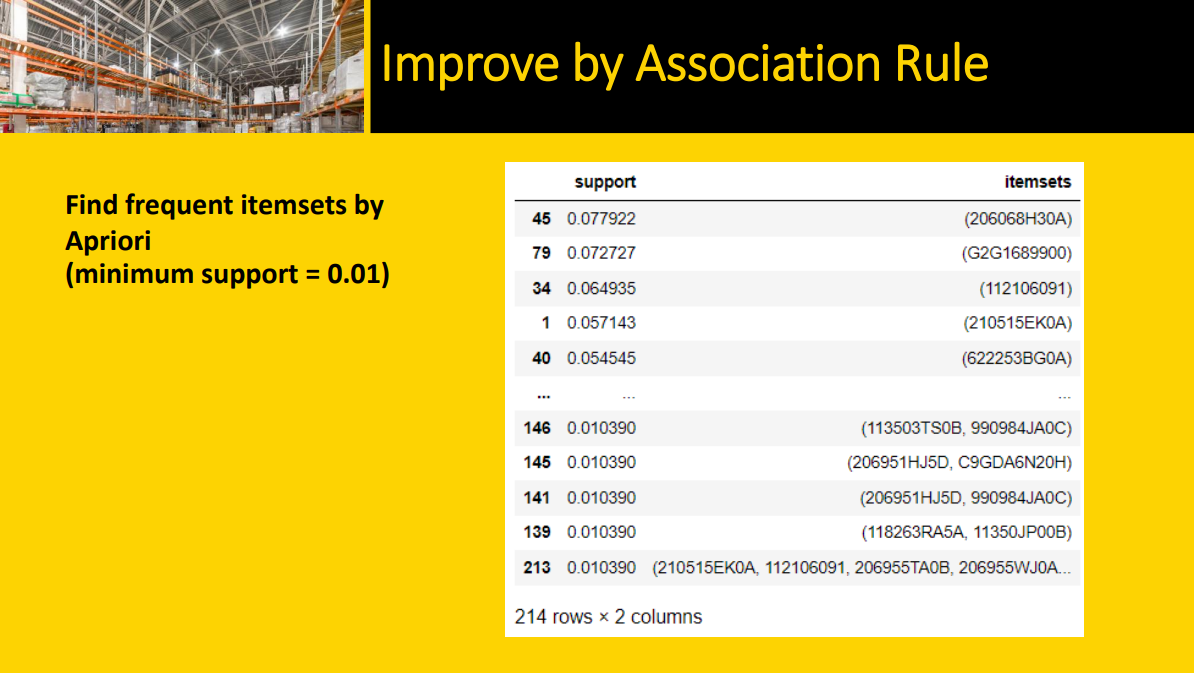 Improve by Association Rule
Find frequent itemsets by
Apriori
(minimum support = 0.01)
support itemsets
45 0.077922 (206068H30A)
79 0.072727 (G2G1689900)
34 0.064935 (112106091)
1 0.057143 (210515EK0A)
40 0.054545 (622253BG0A)
... ... ...
146 0.010390 (113503TS0B, 990984JA0C)
145 0.010390 (206951HJ5D, C9GDA6N20H)
141 0.010390 (206951HJ5D, 990984JA0C)
139 0.010390 (118263RA5A, 11350JP00B)
213 0.010390 (210515EK0A, 112106091, 206955TA0B, 206955WJ0A...
214 rows × 2 columns